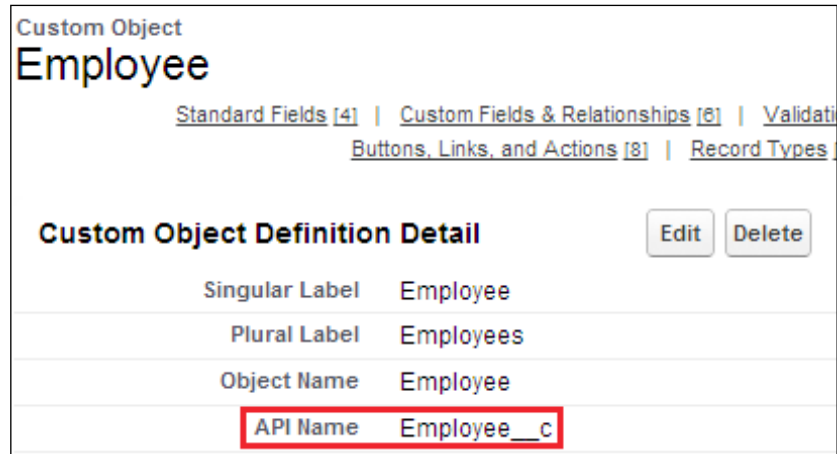 Custom Object
Employee
Standard Fields [4] | Custom Fields & Relationships [6] | Validati
Buttons, Links, and Actions [8] | Record Types [
Custom Object Definition Detail Edit Delete
Singular Label Employee
Plural Label Employees
Object Name Employee
API Name Employee__c